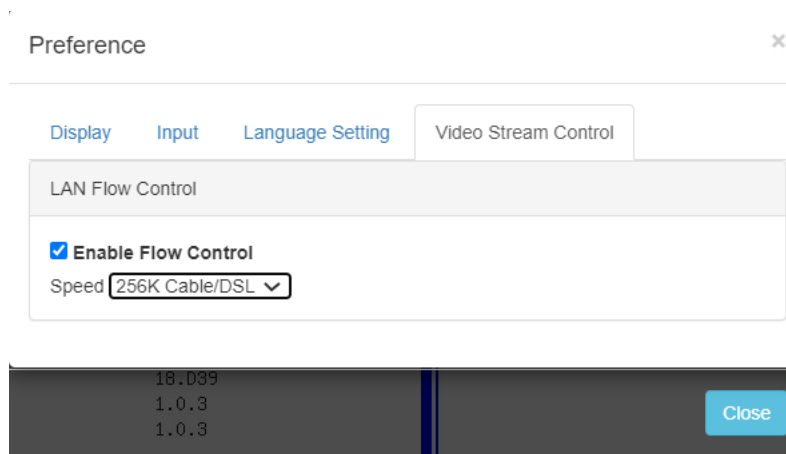 Preference ×
Display Input Language Setting Video Stream Control
LAN Flow Control
Enable Flow Control
Speed 256K Cable/DSL
18.D39
1.0.3
1.0.3
Close